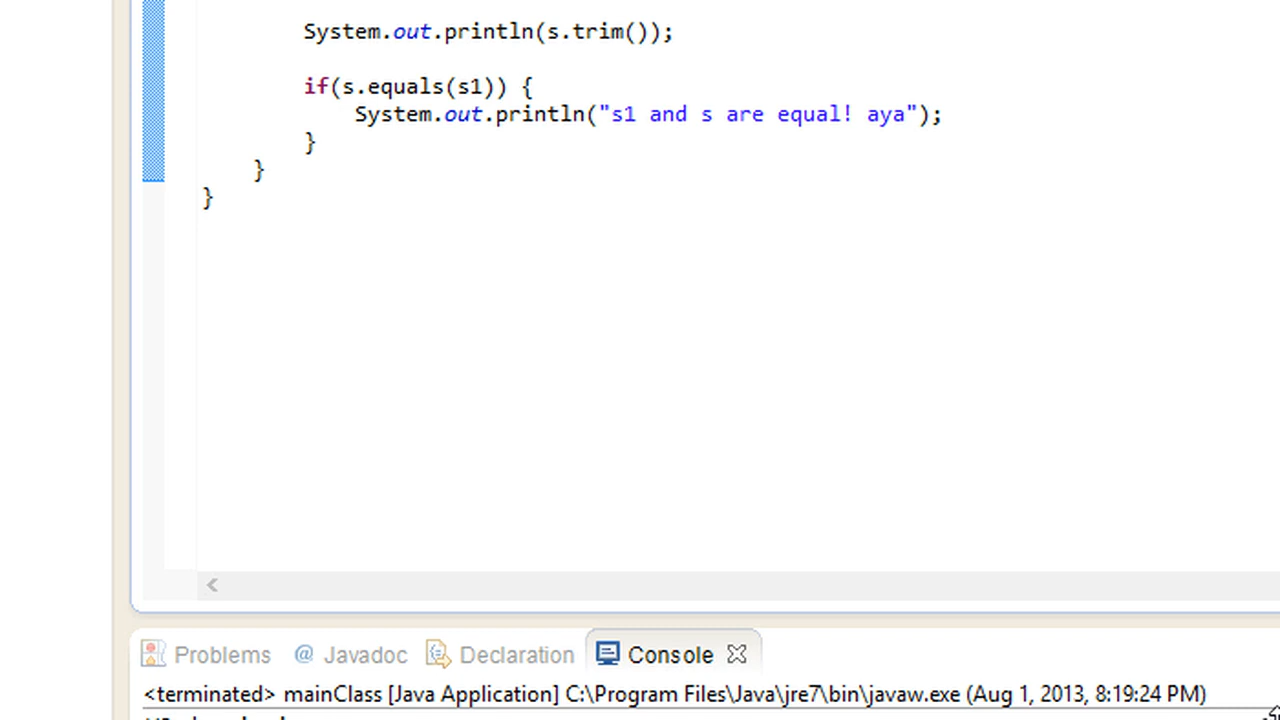 System.out.println(s.trim());
if(s.equals(s1)) {
System.out.println("s1 and s are equal! aya");
}
}
}
Problems @ Javadoc Declaration Console
<terminated> mainClass [Java Application] C:\Program Files\Java\jre7\bin\javaw.exe (Aug 1, 2013, 8:19:24 PM)